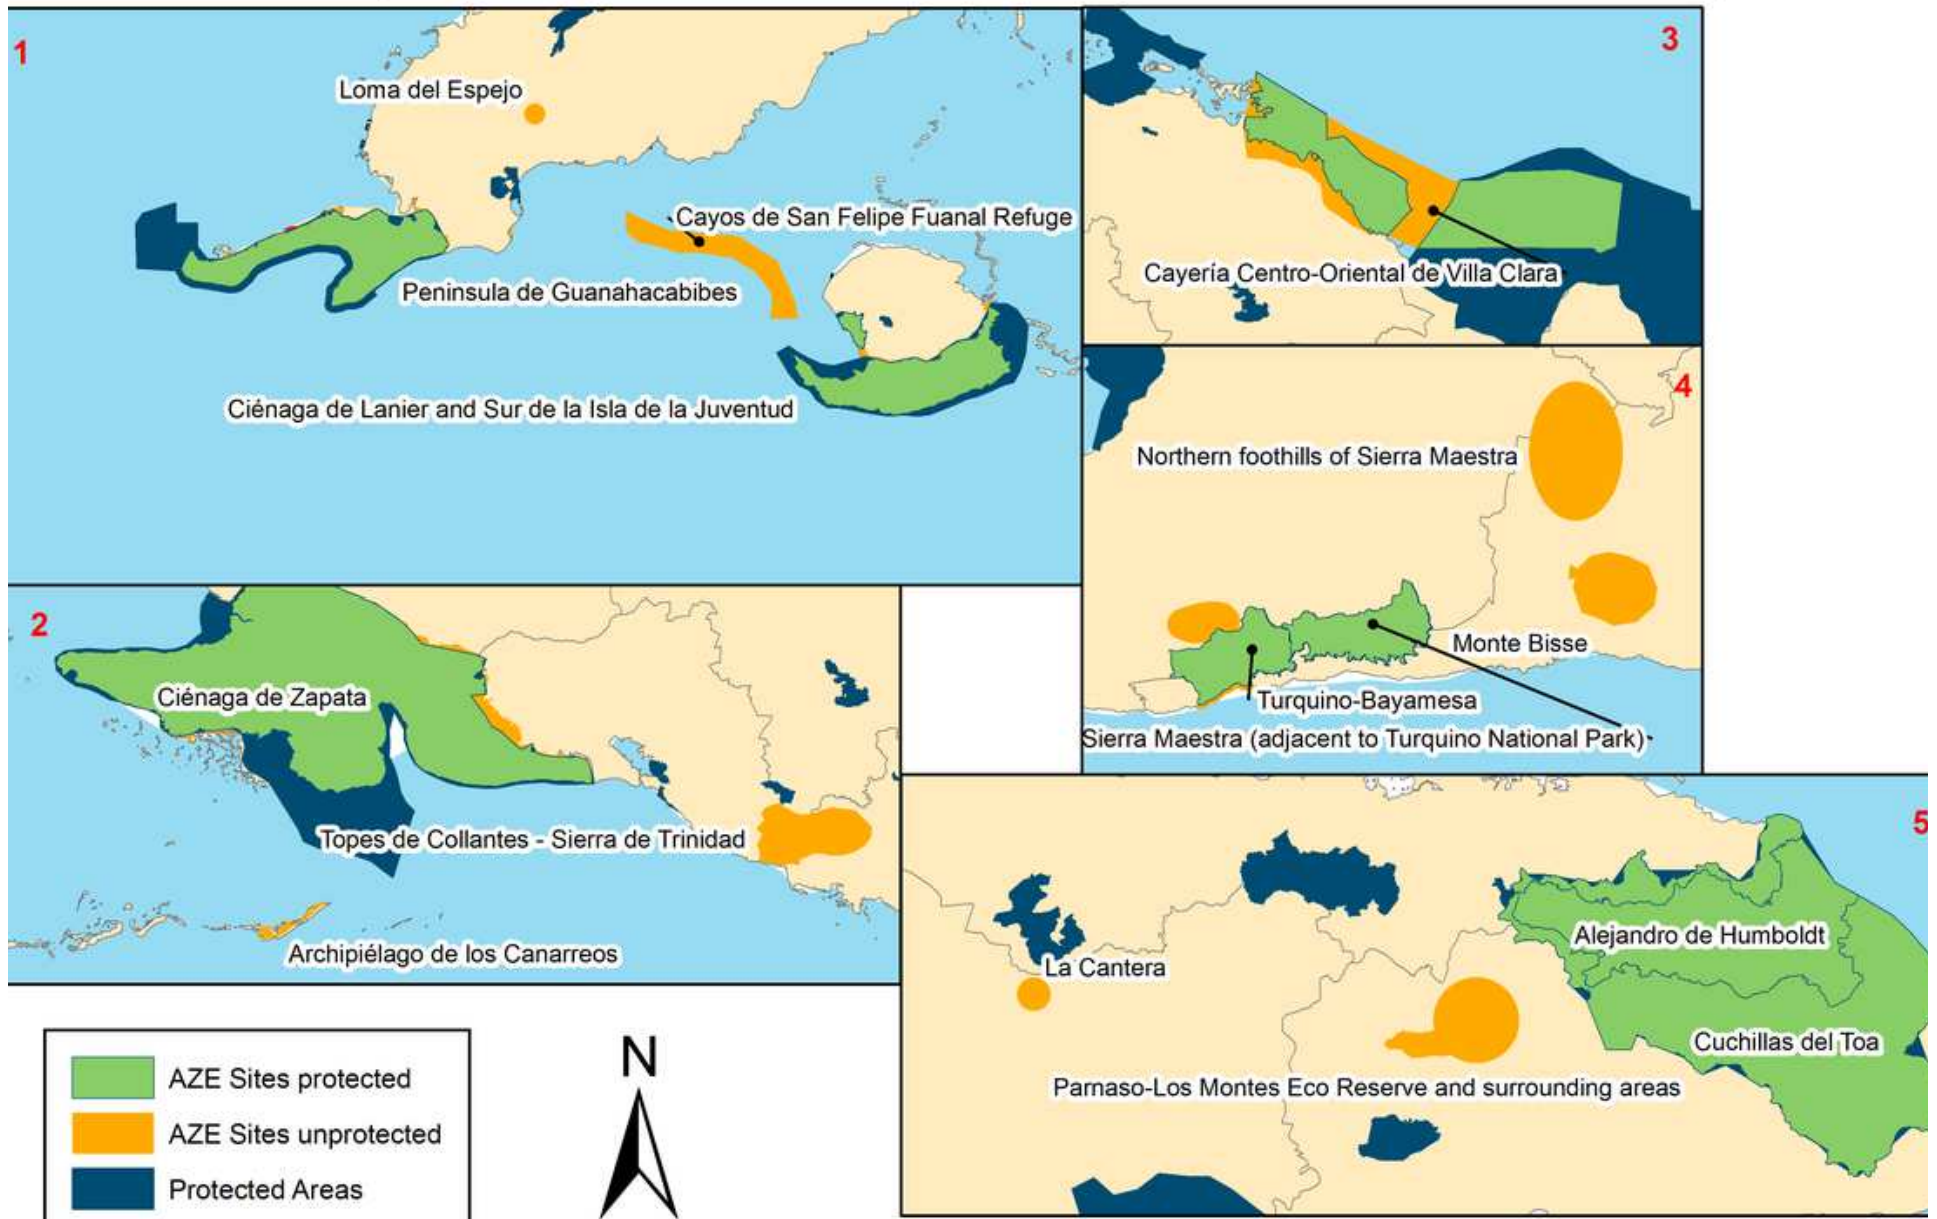 1
Loma del Espejo
Cayos de San Felipe Fuanal Refuge
Peninsula de Guanahacabibes
Ciénaga de Lanier and Sur de la Isla de la Juventud
3
Cayería Centro-Oriental de Villa Clara
4
Northern foothills of Sierra Maestra
Monte Bisse
Turquino-Bayamesa
Sierra Maestra (adjacent to Turquino National Park)
2
Ciénaga de Zapata
Topes de Collantes - Sierra de Trinidad
Archipiélago de los Canarreos
5
Alejandro de Humboldt
La Cantera
Cuchillas del Toa
Parnaso-Los Montes Eco Reserve and surrounding areas
AZE Sites protected
AZE Sites unprotected
Protected Areas
N